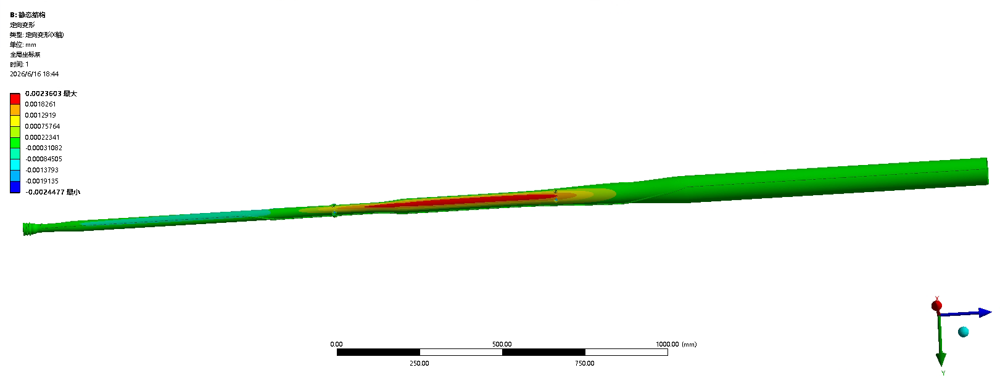 B: 静态结构
定向变形
类型: 定向变形(X轴)
单位: mm
全局坐标系
时间: 1
2026/6/16 18:44
0.0023603 最大
0.0018261
0.0012919
0.00075764
0.00022341
-0.00031082
-0.00084505
-0.0013793
-0.0019135
-0.0024477 最小
X
Y
0.00 500.00 1000.00 (mm)
250.00 750.00